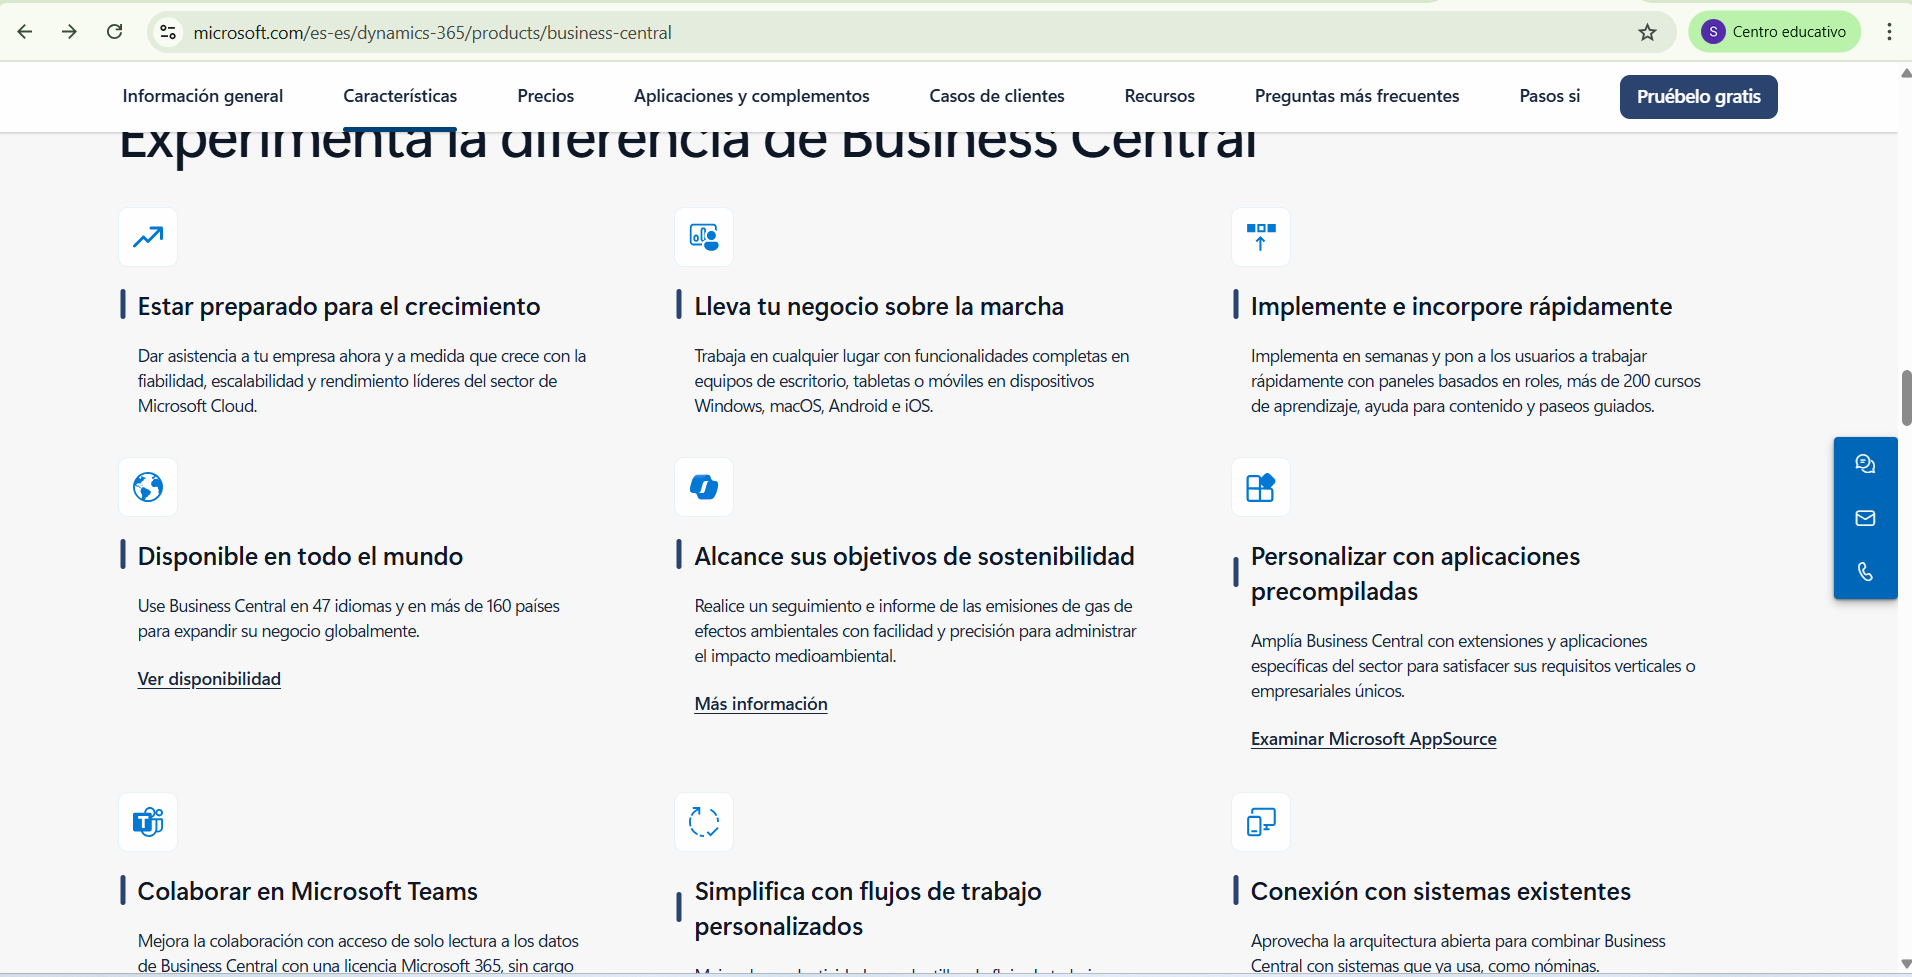 microsoft.com/es-es/dynamics-365/products/business-central
S
Centro educativo
Información general
Características
Precios
Aplicaciones y complementos
Casos de clientes
Recursos
Preguntas más frecuentes
Pasos si
Pruébelo gratis
Experimenta la diferencia de Business Central
Estar preparado para el crecimiento
Dar asistencia a tu empresa ahora y a medida que crece con la
fiabilidad, escalabilidad y rendimiento líderes del sector de
Microsoft Cloud.
Lleva tu negocio sobre la marcha
Trabaja en cualquier lugar con funcionalidades completas en
equipos de escritorio, tabletas o móviles en dispositivos
Windows, macOS, Android e iOS.
Implemente e incorpore rápidamente
Implementa en semanas y pon a los usuarios a trabajar
rápidamente con paneles basados en roles, más de 200 cursos
de aprendizaje, ayuda para contenido y paseos guiados.
Disponible en todo el mundo
Use Business Central en 47 idiomas y en más de 160 países
para expandir su negocio globalmente.
Ver disponibilidad
Alcance sus objetivos de sostenibilidad
Realice un seguimiento e informe de las emisiones de gas de
efectos ambientales con facilidad y precisión para administrar
el impacto medioambiental.
Más información
Personalizar con aplicaciones
precompiladas
Amplía Business Central con extensiones y aplicaciones
específicas del sector para satisfacer sus requisitos verticales o
empresariales únicos.
Examinar Microsoft AppSource
Colaborar en Microsoft Teams
Mejora la colaboración con acceso de solo lectura a los datos
de Business Central con una licencia Microsoft 365, sin cargo
Simplifica con flujos de trabajo
personalizados
Conexión con sistemas existentes
Aprovecha la arquitectura abierta para combinar Business
Central con sistemas que ya usa, como nóminas.